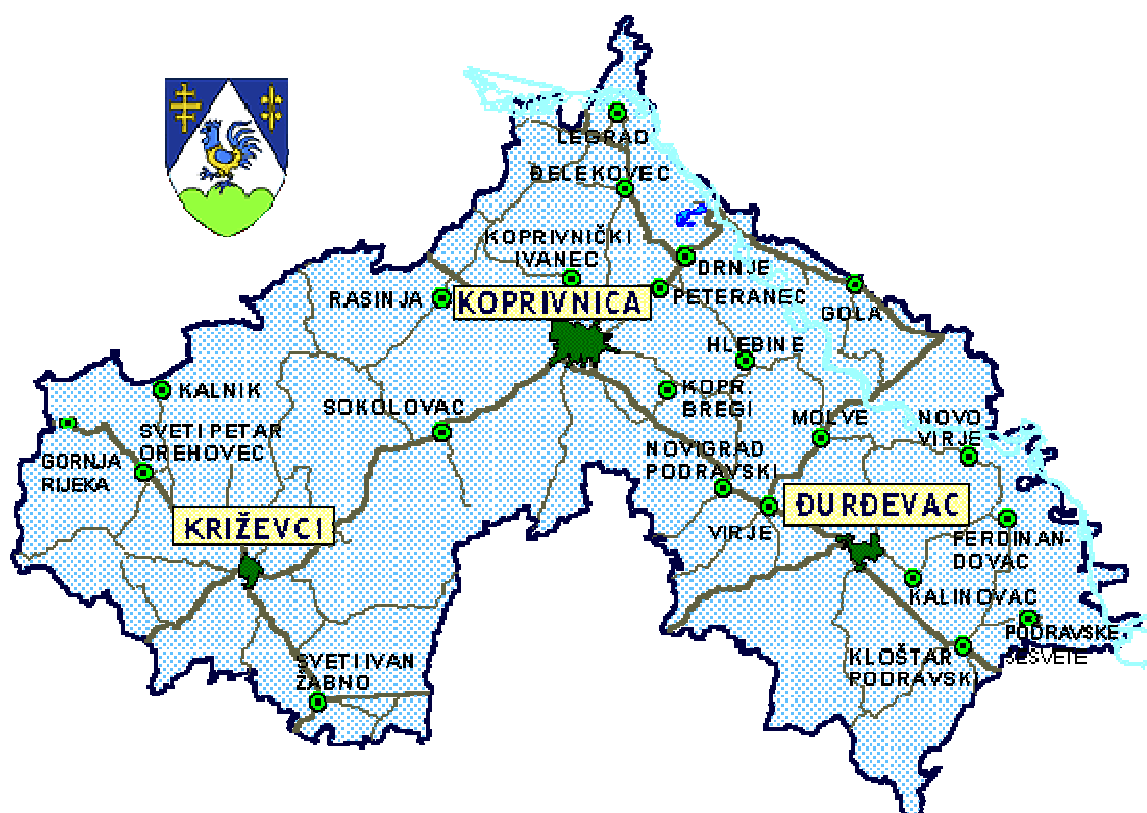 LEGRAD
ĐELEKOVEC
KOPRIVNIČKI
IVANEC
DRNJE
RASINJA
KOPRIVNICA
PETERANEC
GOLA
HLEBINE
KALNIK
KOPR.
BREGI
SOKOLOVAC
MOLVE
NOVO
VIRJE
SVETI PETAR
OREHOVEC
GORNJA
RIJEKA
NOVIGRAD
PODRAVSKI
KRIŽEVCI
ĐURĐEVAC
VIRJE
FERDINAN-
DOVAC
KALINOVAC
PODRAVSKE
SESVETE
KLOŠTAR
PODRAVSKI
SVETI IVAN
ŽABNO